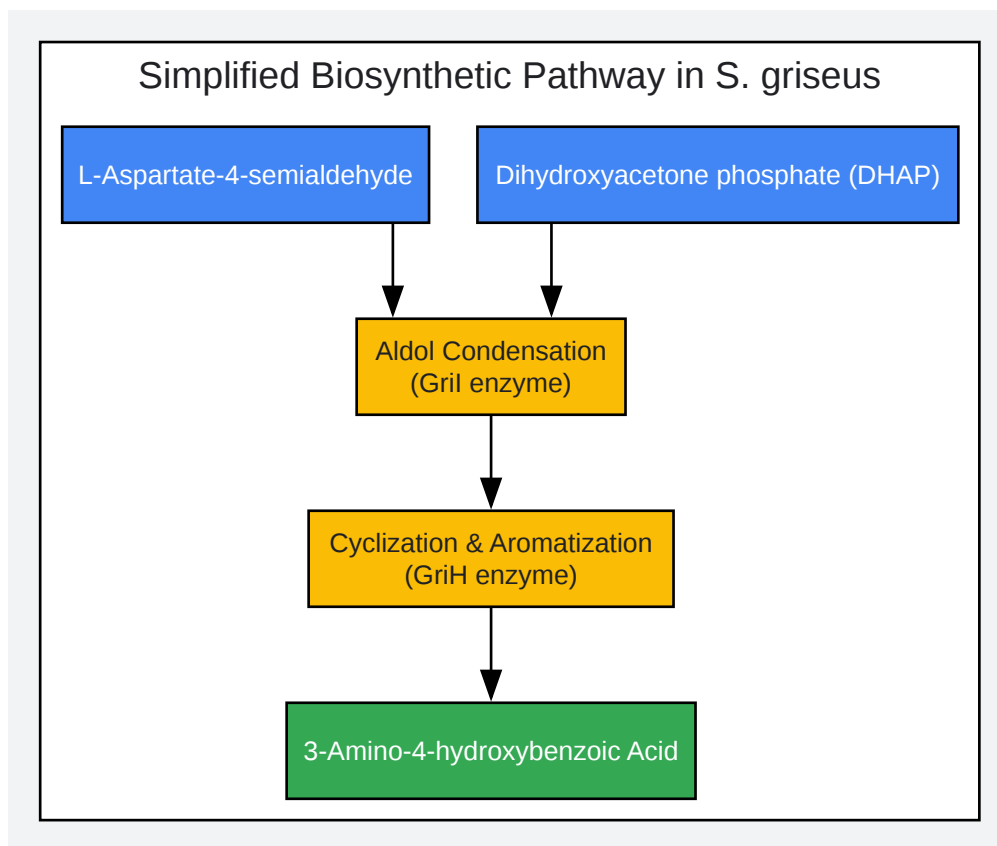 Simplified Biosynthetic Pathway in S. griseus
L-Aspartate-4-semialdehyde
Dihydroxyacetone phosphate (DHAP)
Aldol Condensation
(GriI enzyme)
Cyclization & Aromatization
(GriH enzyme)
3-Amino-4-hydroxybenzoic Acid